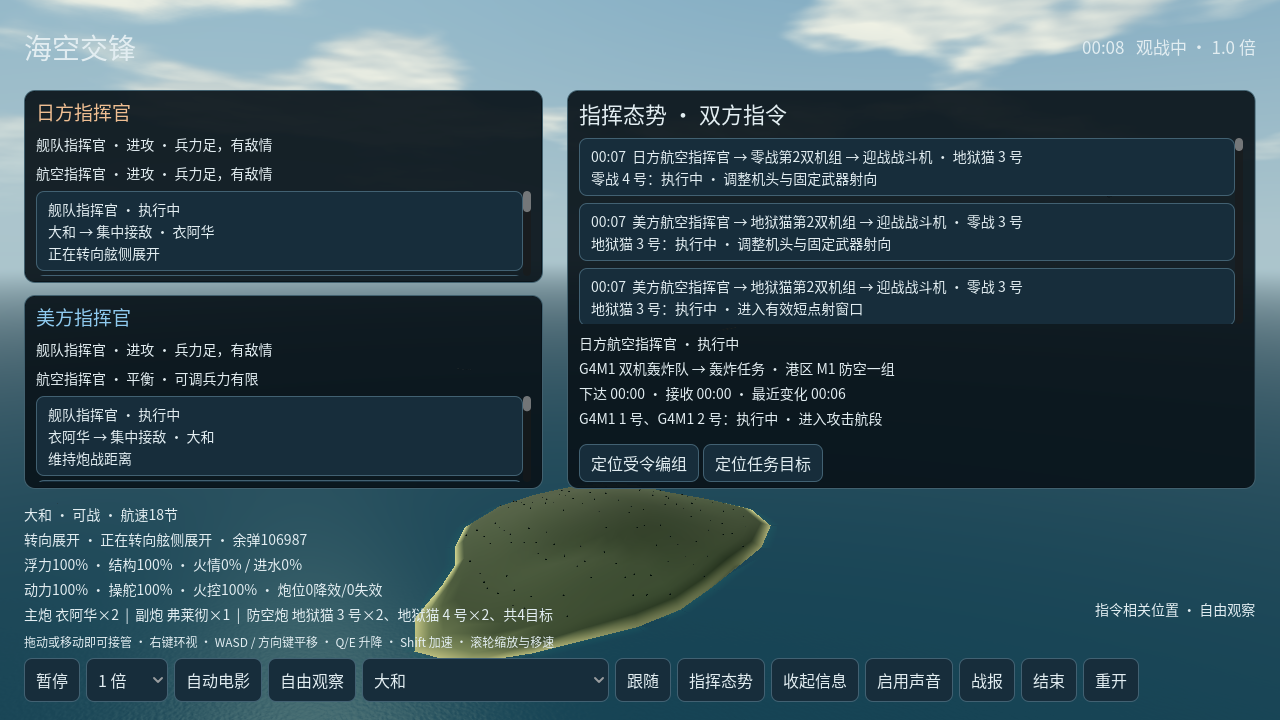 海空交锋
00:08 观战中 · 1.0 倍
日方指挥官
舰队指挥官 · 进攻 · 兵力足，有敌情
航空指挥官 · 进攻 · 兵力足，有敌情
舰队指挥官 · 执行中
大和 → 集中接敌 · 衣阿华
正在转向舷侧展开
美方指挥官
舰队指挥官 · 进攻 · 兵力足，有敌情
航空指挥官 · 平衡 · 可调兵力有限
舰队指挥官 · 执行中
衣阿华 → 集中接敌 · 大和
维持炮战距离
指挥态势 · 双方指令
00:07 日方航空指挥官 → 零战第2双机组 → 迎战战斗机 · 地狱猫 3 号
零战 4 号：执行中 · 调整机头与固定武器射向
00:07 美方航空指挥官 → 地狱猫第2双机组 → 迎战战斗机 · 零战 3 号
地狱猫 3 号：执行中 · 调整机头与固定武器射向
00:07 美方航空指挥官 → 地狱猫第2双机组 → 迎战战斗机 · 零战 3 号
地狱猫 3 号：执行中 · 进入有效短点射窗口
日方航空指挥官 · 执行中
G4M1 双机轰炸队 → 轰炸任务 · 港区 M1 防空一组
下达 00:00 · 接收 00:00 · 最近变化 00:06
G4M1 1 号、G4M1 2 号：执行中 · 进入攻击航段
定位受令编组 定位任务目标
大和 · 可战 · 航速18节
转向展开 · 正在转向舷侧展开 · 余弹106987
浮力100% · 结构100% · 火情0% / 进水0%
动力100% · 操舵100% · 火控100% · 炮位0降效/0失效
主炮 衣阿华×2｜副炮 弗莱彻×1｜防空炮 地狱猫 3 号×2、地狱猫 4 号×2、共4目标
指令相关位置 · 自由观察
拖动或移动即可接管 · 右键环视 · WASD / 方向键平移 · Q/E 升降 · Shift 加速 · 滚轮缩放与移速
暂停 1 倍 自动电影 自由观察 大和 跟随 指挥态势 收起信息 启用声音 战报 结束 重开